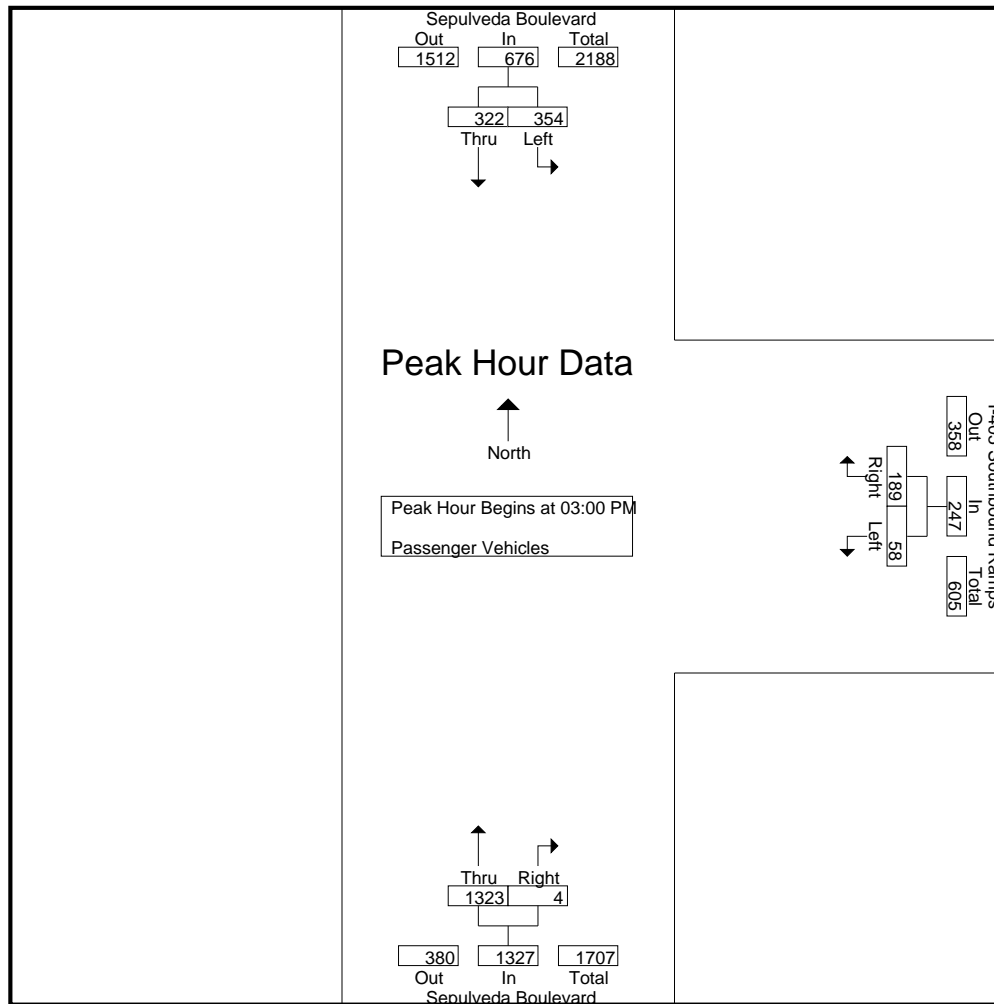 Sepulveda Boulevard
Out In Total
1512 676 2188
322 354
Thru Left
Peak Hour Data
North
Peak Hour Begins at 03:00 PM
Passenger Vehicles
Ramps
Out In Total
358 247 605
189 58
Right Left
Thru Right
1323 4
380 1327 1707
Out In Total
Sepulveda Boulevard